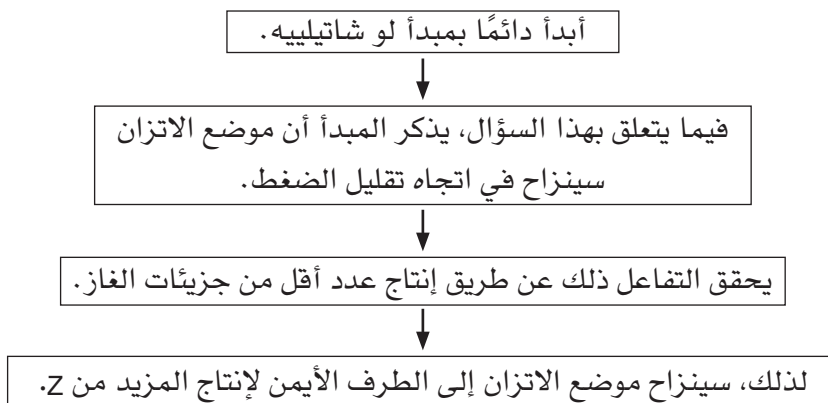 أبدأ دائمًا بمبدأ لو شاتيلييه.
فيما يتعلق بهذا السؤال، يذكر المبدأ أن موضع الاتزان
سينزاح في اتجاه تقليل الضغط.
يحقق التفاعل ذلك عن طريق إنتاج عدد أقل من جزيئات الغاز.
لذلك، سينزاح موضع الاتزان إلى الطرف الأيمن لإنتاج المزيد من Z.